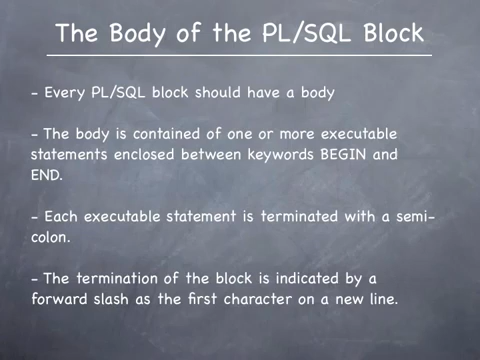 The Body of the PL/SQL Block
- Every PL/SQL block should have a body
- The body is contained of one or more executable
statements enclosed between keywords BEGIN and
END.
- Each executable statement is terminated with a semi-
colon.
- The termination of the block is indicated by a
forward slash as the first character on a new line.